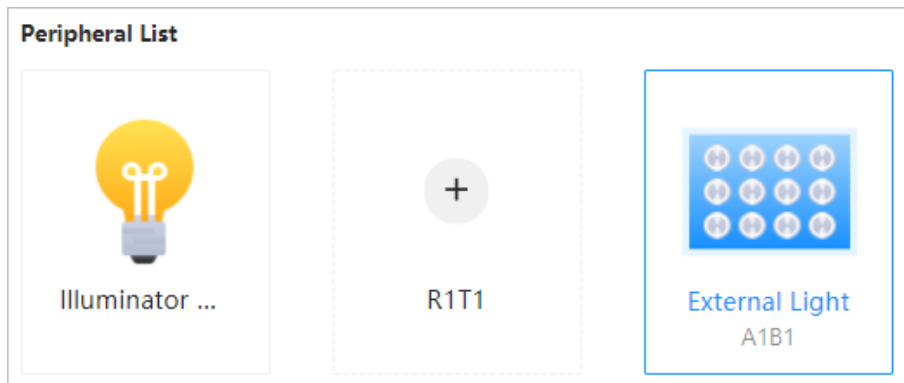 Peripheral List
Illuminator ...
R1T1
External Light
A1B1